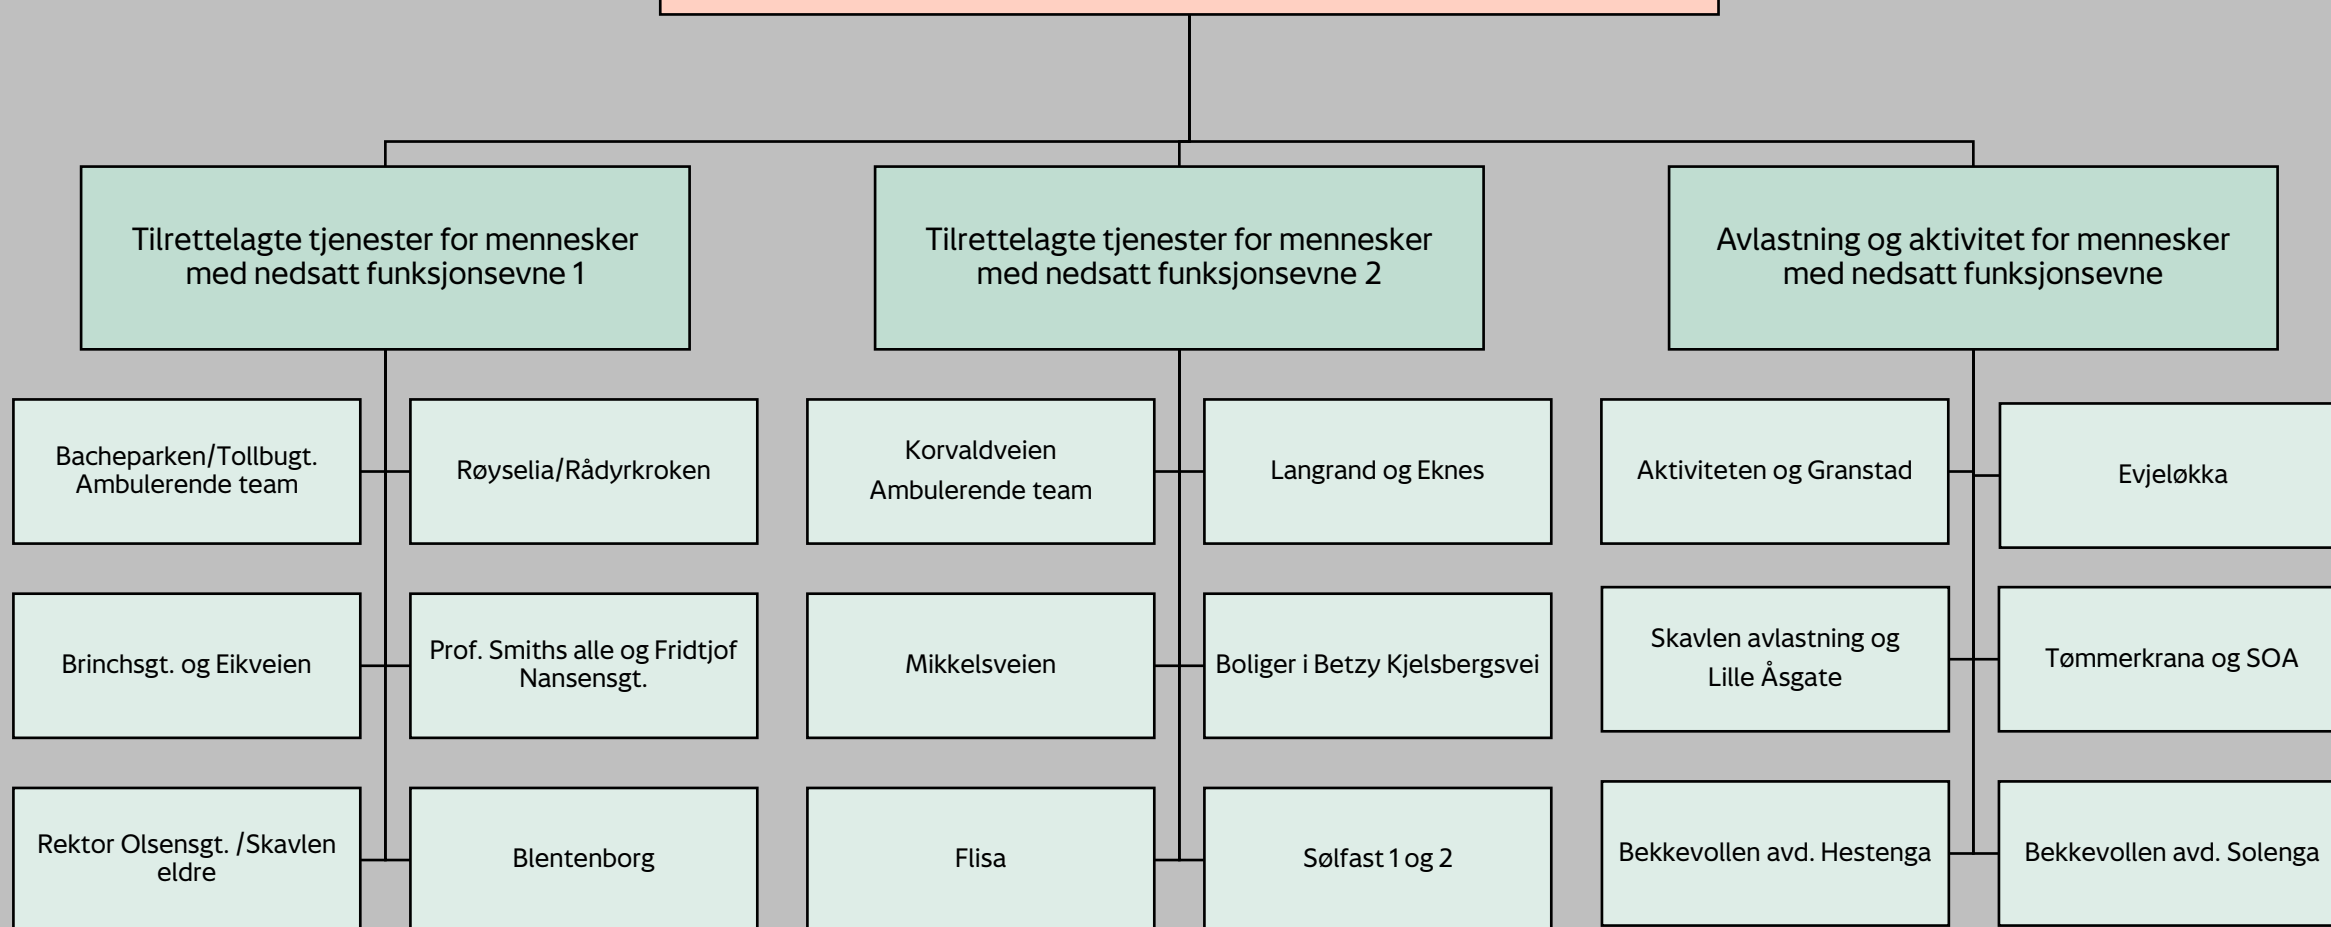 Tilrettelagte tjenester for mennesker
med nedsatt funksjonsevne 1
Tilrettelagte tjenester for mennesker
med nedsatt funksjonsevne 2
Avlastning og aktivitet for mennesker
med nedsatt funksjonsevne
Bacheparken/Tollbugt.
Ambulerende team
Røyselia/Rådyrkroken
Korvaldveien
Ambulerende team
Langrand og Eknes
Aktiviteten og Granstad
Evjeløkka
Brinchsgt. og Eikveien
Prof. Smiths alle og Fridtjof
Nansensgt.
Mikkelsveien
Boliger i Betzy Kjelsbergsvei
Skavlen avlastning og
Lille Åsgate
Tømmerkrana og SOA
Rektor Olsensgt. /Skavlen
eldre
Blentenborg
Flisa
Sølfast 1 og 2
Bekkevollen avd. Hestenga
Bekkevollen avd. Solenga